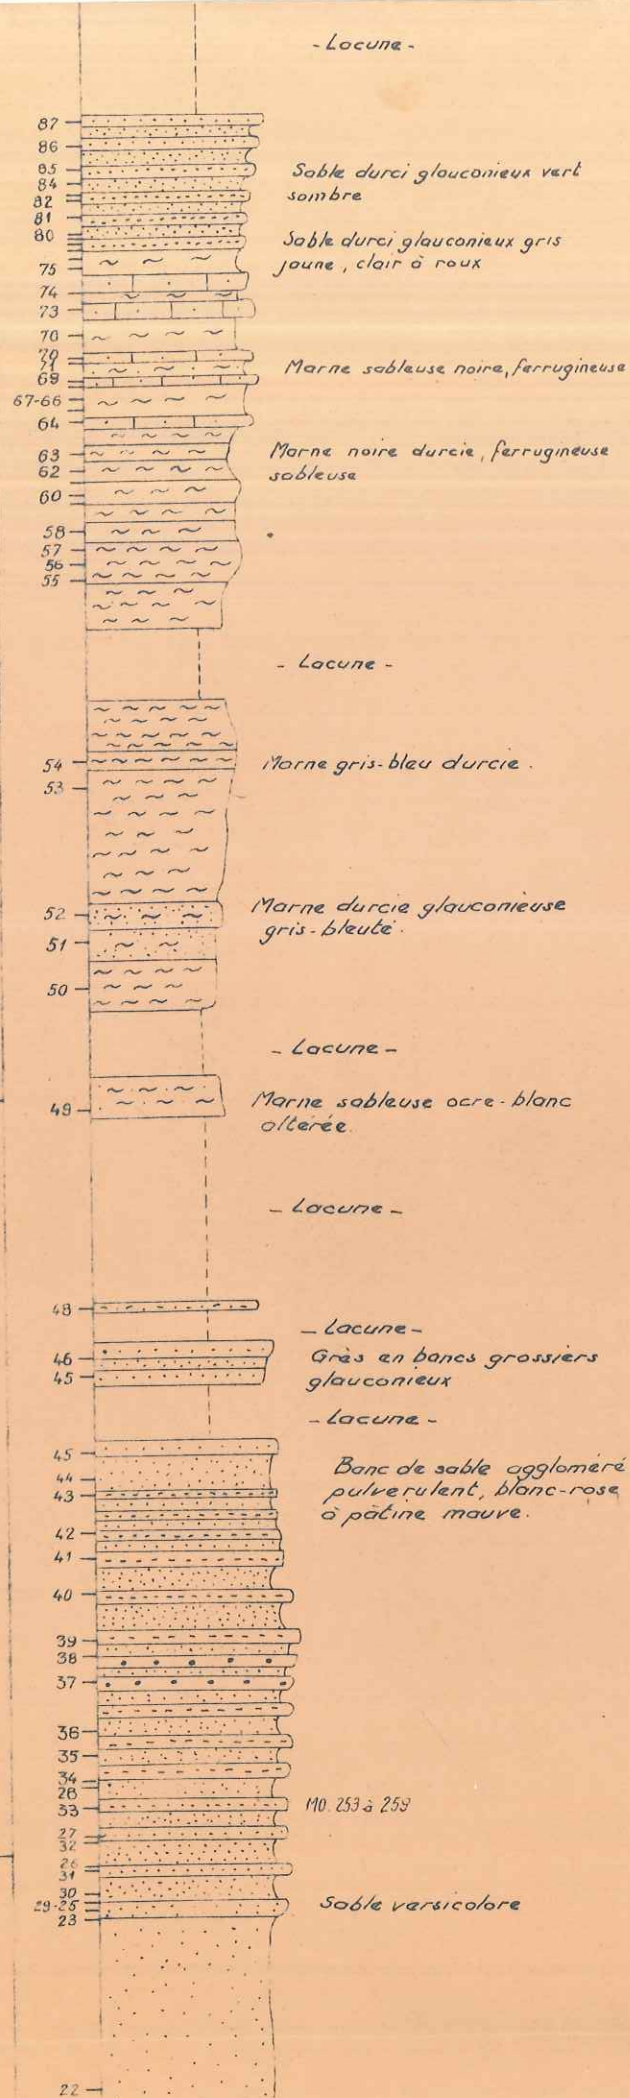 - Lacune -
87
86
85
Sable durci glauconieux vert
84
sombre
82
81
80
Sable durci glauconieux gris
jaune, clair à roux
75
74
73
70
70
71
Marne sableuse noire, ferrugineuse
69
67-66
64
63
Marne noire durcie, ferrugineuse
62
sableuse
60
58
57
56
55
- Lacune -
54
Marne gris-bleu durcie.
53
52
Marne durcie glauconieuse
gris-bleuté.
51
50
- Lacune -
49
Marne sableuse ocre-blanc
altérée.
- Lacune -
48
- Lacune -
46
Grès en bancs grossiers
45
glauconieux
- Lacune -
45
Banc de sable aggloméré
44
pulvérulent, blanc-rose
43
à patine mauve.
42
41
40
39
38
37
36
35
34
28
33
M0. 253 à 259
27
32
26
31
30
29-25
Sable versicolore
23
22